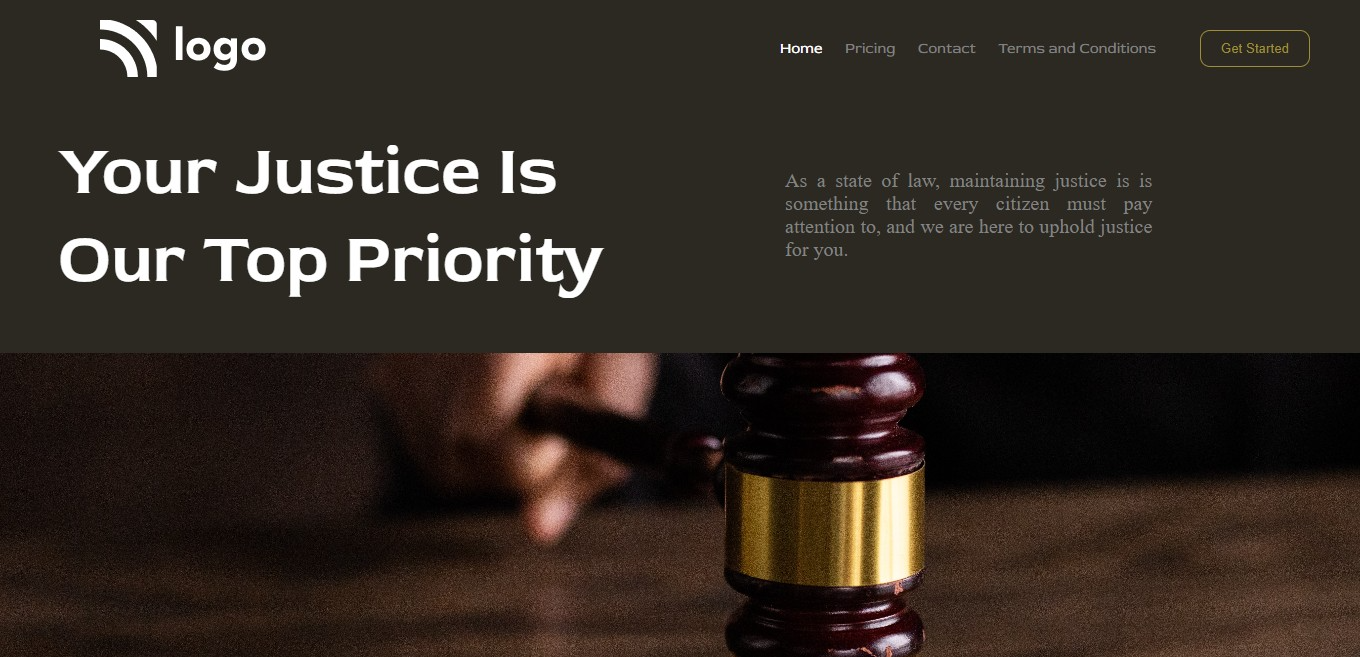 logo
Home Pricing Contact Terms and Conditions Get Started
Your Justice Is
Our Top Priority
As a state of law, maintaining justice is is
something that every citizen must pay
attention to, and we are here to uphold justice
for you.